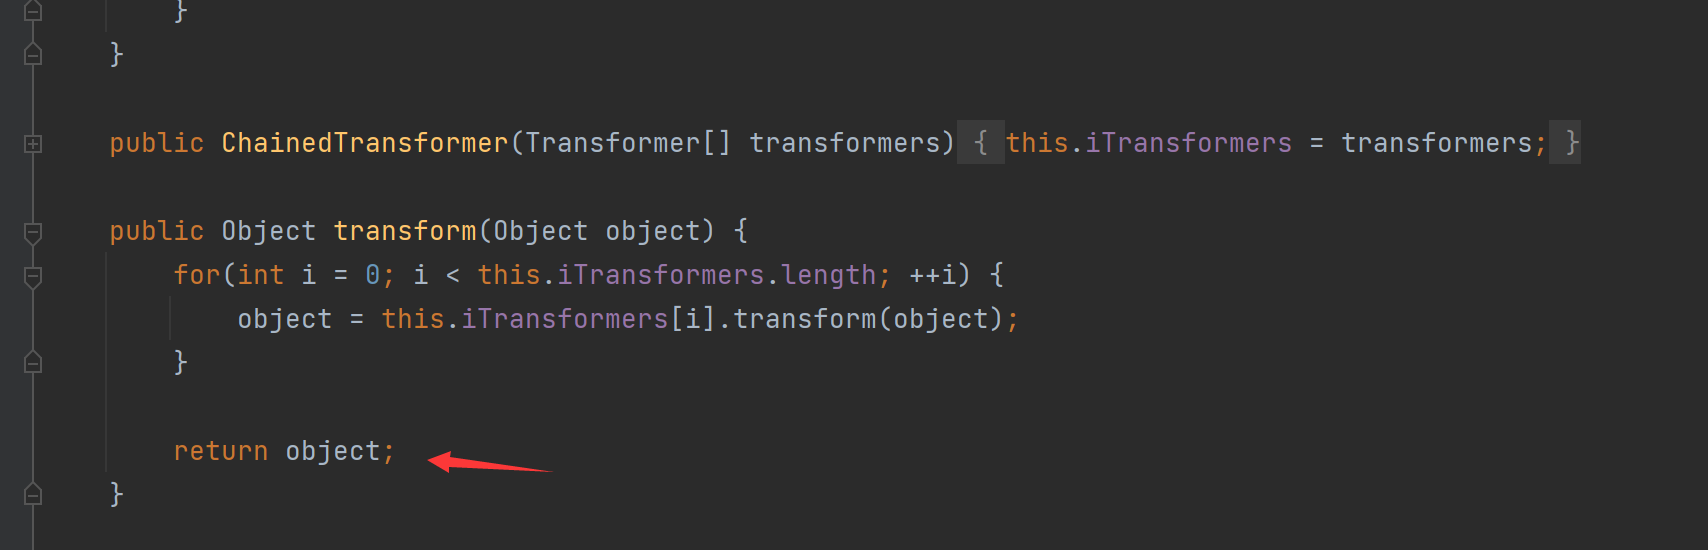 }
}
public ChainedTransformer(Transformer[] transformers) { this.iTransformers = transformers; }
public Object transform(Object object) {
for(int i = 0; i < this.iTransformers.length; ++i) {
object = this.iTransformers[i].transform(object);
}
return object;
}